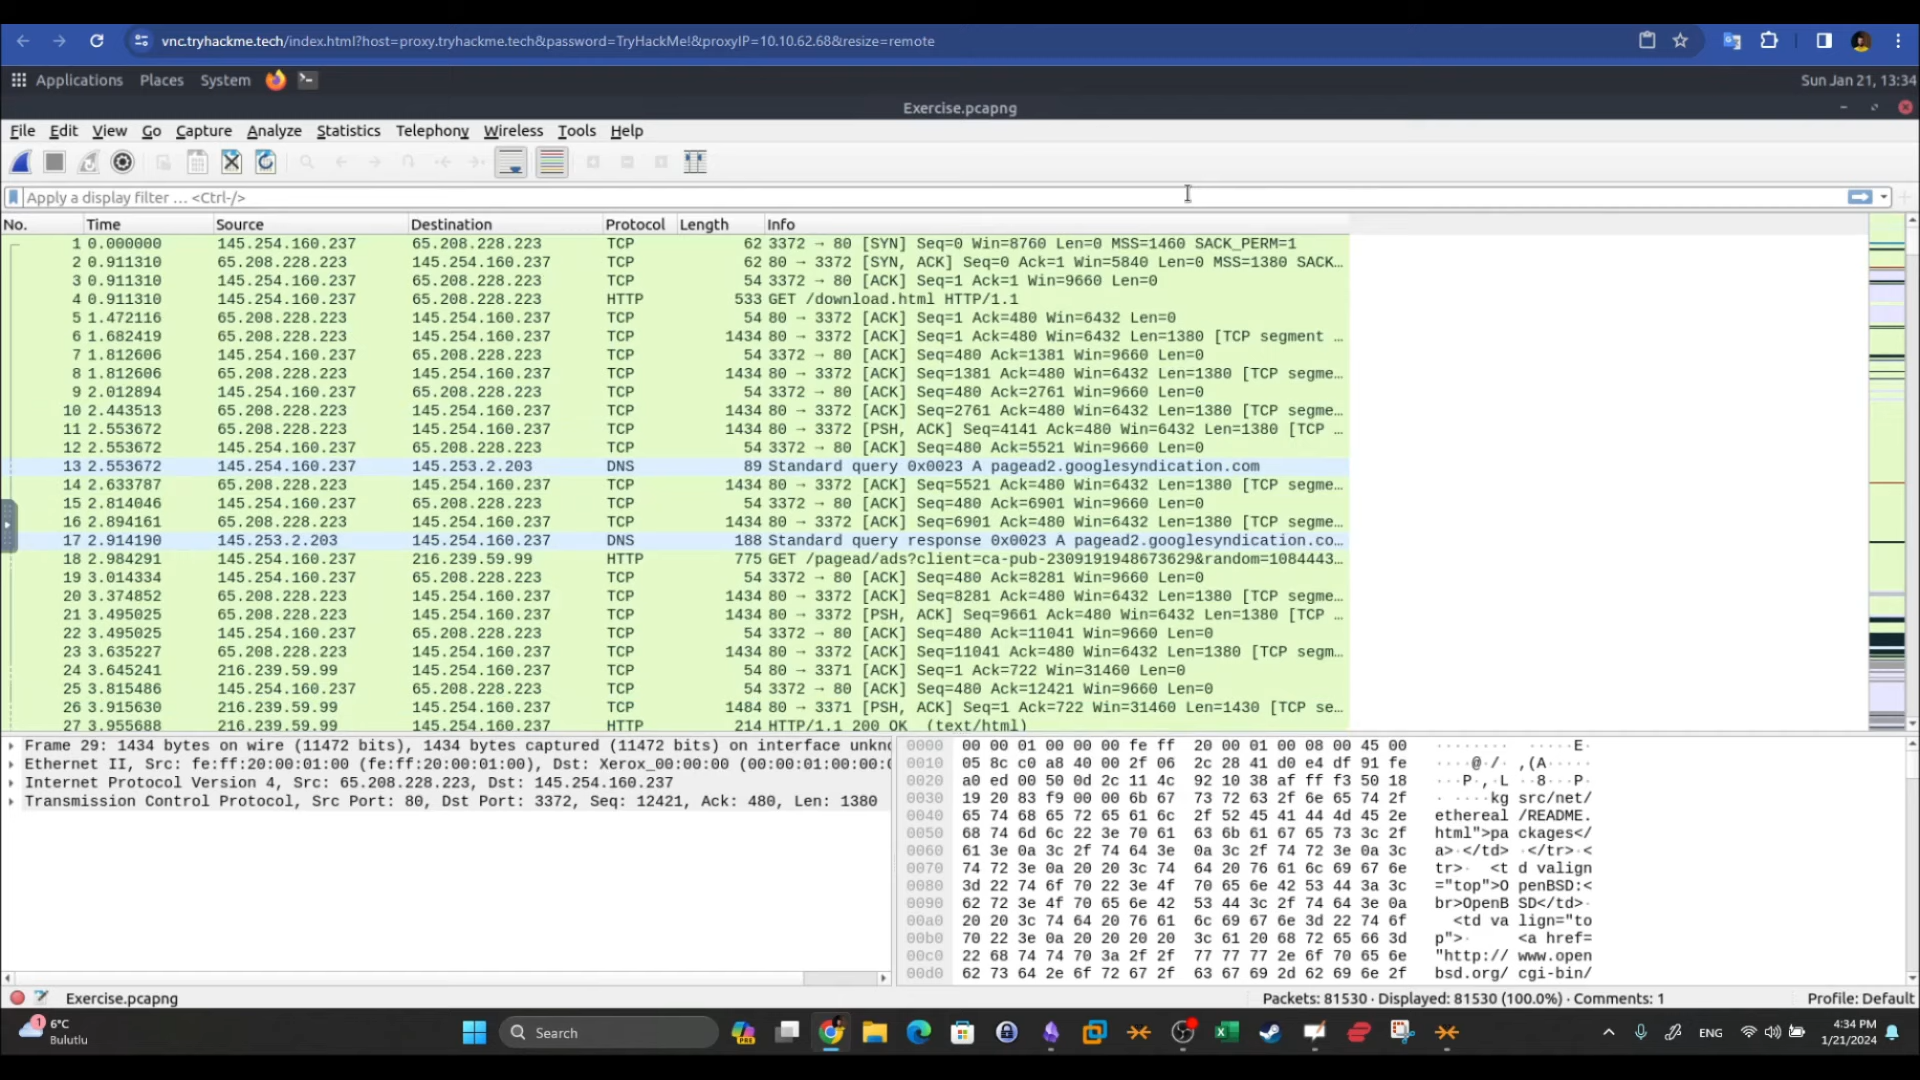 vnc.tryhackme.tech/index.html?host=proxy.tryhackme.tech&password=TryHackMe!&proxyIP=10.10.62.68&resize=remote
Applications Places System Sun Jan 21, 13:34
Exercise.pcapng
File Edit View Go Capture Analyze Statistics Telephony Wireless Tools Help
Apply a display filter … <Ctrl-/>
No. Time Source Destination Protocol Length Info
1 0.000000 145.254.160.237 65.208.228.223 TCP 62 3372 → 80 [SYN] Seq=0 Win=8760 Len=0 MSS=1460 SACK_PERM=1
2 0.911310 65.208.228.223 145.254.160.237 TCP 62 80 → 3372 [SYN, ACK] Seq=0 Ack=1 Win=5840 Len=0 MSS=1380 SACK…
3 0.911310 145.254.160.237 65.208.228.223 TCP 54 3372 → 80 [ACK] Seq=1 Ack=1 Win=9660 Len=0
4 0.911310 145.254.160.237 65.208.228.223 HTTP 533 GET /download.html HTTP/1.1
5 1.472116 65.208.228.223 145.254.160.237 TCP 54 80 → 3372 [ACK] Seq=1 Ack=480 Win=6432 Len=0
6 1.682419 65.208.228.223 145.254.160.237 TCP 1434 80 → 3372 [ACK] Seq=1 Ack=480 Win=6432 Len=1380 [TCP segment …
7 1.812606 145.254.160.237 65.208.228.223 TCP 54 3372 → 80 [ACK] Seq=480 Ack=1381 Win=9660 Len=0
8 1.812606 65.208.228.223 145.254.160.237 TCP 1434 80 → 3372 [ACK] Seq=1381 Ack=480 Win=6432 Len=1380 [TCP segme…
9 2.012894 145.254.160.237 65.208.228.223 TCP 54 3372 → 80 [ACK] Seq=480 Ack=2761 Win=9660 Len=0
10 2.443513 65.208.228.223 145.254.160.237 TCP 1434 80 → 3372 [ACK] Seq=2761 Ack=480 Win=6432 Len=1380 [TCP segme…
11 2.553672 65.208.228.223 145.254.160.237 TCP 1434 80 → 3372 [PSH, ACK] Seq=4141 Ack=480 Win=6432 Len=1380 [TCP …
12 2.553672 145.254.160.237 65.208.228.223 TCP 54 3372 → 80 [ACK] Seq=480 Ack=5521 Win=9660 Len=0
13 2.553672 145.254.160.237 145.253.2.203 DNS 89 Standard query 0x0023 A pagead2.googlesyndication.com
14 2.633787 65.208.228.223 145.254.160.237 TCP 1434 80 → 3372 [ACK] Seq=5521 Ack=480 Win=6432 Len=1380 [TCP segme…
15 2.814046 145.254.160.237 65.208.228.223 TCP 54 3372 → 80 [ACK] Seq=480 Ack=6901 Win=9660 Len=0
16 2.894161 65.208.228.223 145.254.160.237 TCP 1434 80 → 3372 [ACK] Seq=6901 Ack=480 Win=6432 Len=1380 [TCP segme…
17 2.914190 145.253.2.203 145.254.160.237 DNS 188 Standard query response 0x0023 A pagead2.googlesyndication.co…
18 2.984291 145.254.160.237 216.239.59.99 HTTP 775 GET /pagead/ads?client=ca-pub-2309191948673629&random=1084443…
19 3.014334 145.254.160.237 65.208.228.223 TCP 54 3372 → 80 [ACK] Seq=480 Ack=8281 Win=9660 Len=0
20 3.374852 65.208.228.223 145.254.160.237 TCP 1434 80 → 3372 [ACK] Seq=8281 Ack=480 Win=6432 Len=1380 [TCP segme…
21 3.495025 65.208.228.223 145.254.160.237 TCP 1434 80 → 3372 [PSH, ACK] Seq=9661 Ack=480 Win=6432 Len=1380 [TCP …
22 3.495025 145.254.160.237 65.208.228.223 TCP 54 3372 → 80 [ACK] Seq=480 Ack=11041 Win=9660 Len=0
23 3.635227 65.208.228.223 145.254.160.237 TCP 1434 80 → 3372 [ACK] Seq=11041 Ack=480 Win=6432 Len=1380 [TCP segm…
24 3.645241 216.239.59.99 145.254.160.237 TCP 54 80 → 3371 [ACK] Seq=1 Ack=722 Win=31460 Len=0
25 3.815486 145.254.160.237 65.208.228.223 TCP 54 3372 → 80 [ACK] Seq=480 Ack=12421 Win=9660 Len=0
26 3.915630 216.239.59.99 145.254.160.237 TCP 1484 80 → 3371 [PSH, ACK] Seq=1 Ack=722 Win=31460 Len=1430 [TCP se…
27 3.955688 216.239.59.99 145.254.160.237 HTTP 214 HTTP/1.1 200 OK (text/html)
Frame 29: 1434 bytes on wire (11472 bits), 1434 bytes captured (11472 bits) on interface unkno
Ethernet II, Src: fe:ff:20:00:01:00 (fe:ff:20:00:01:00), Dst: Xerox_00:00:00 (00:00:01:00:00:0
Internet Protocol Version 4, Src: 65.208.228.223, Dst: 145.254.160.237
Transmission Control Protocol, Src Port: 80, Dst Port: 3372, Seq: 12421, Ack: 480, Len: 1380
0000 00 00 01 00 00 00 fe ff 20 00 01 00 08 00 45 00 ········ ·····E·
0010 05 8c c0 a8 40 00 2f 06 2c 28 41 d0 e4 df 91 fe ····@·/· ,(A·····
0020 a0 ed 00 50 0d 2c 11 4c 92 10 38 af ff f3 50 18 ···P·,·L ··8···P·
0030 19 20 83 f9 00 00 6b 67 73 72 63 2f 6e 65 74 2f · ····kg src/net/
0040 65 74 68 65 72 65 61 6c 2f 52 45 41 44 4d 45 2e ethereal /README.
0050 68 74 6d 6c 22 3e 70 61 63 6b 61 67 65 73 3c 2f html">pa ckages</
0060 61 3e 0a 3c 2f 74 64 3e 0a 3c 2f 74 72 3e 0a 3c a>·</td> ·</tr>·<
0070 74 72 3e 0a 20 20 3c 74 64 20 76 61 6c 69 67 6e tr>· <t d valign
0080 3d 22 74 6f 70 22 3e 4f 70 65 6e 42 53 44 3a 3c ="top">O penBSD:<
0090 62 72 3e 4f 70 65 6e 42 53 44 3c 2f 74 64 3e 0a br>OpenB SD</td>·
00a0 20 20 3c 74 64 20 76 61 6c 69 67 6e 3d 22 74 6f <td va lign="to
00b0 70 22 3e 0a 20 20 20 20 3c 61 20 68 72 65 66 3d p">· <a href=
00c0 22 68 74 74 70 3a 2f 2f 77 77 77 2e 6f 70 65 6e "http:// www.open
00d0 62 73 64 2e 6f 72 67 2f 63 67 69 2d 62 69 6e 2f bsd.org/ cgi-bin/
Exercise.pcapng Packets: 81530 · Displayed: 81530 (100.0%) · Comments: 1 Profile: Default
1 6°C
Bulutlu
Search
PRE
ENG
4:34 PM
1/21/2024